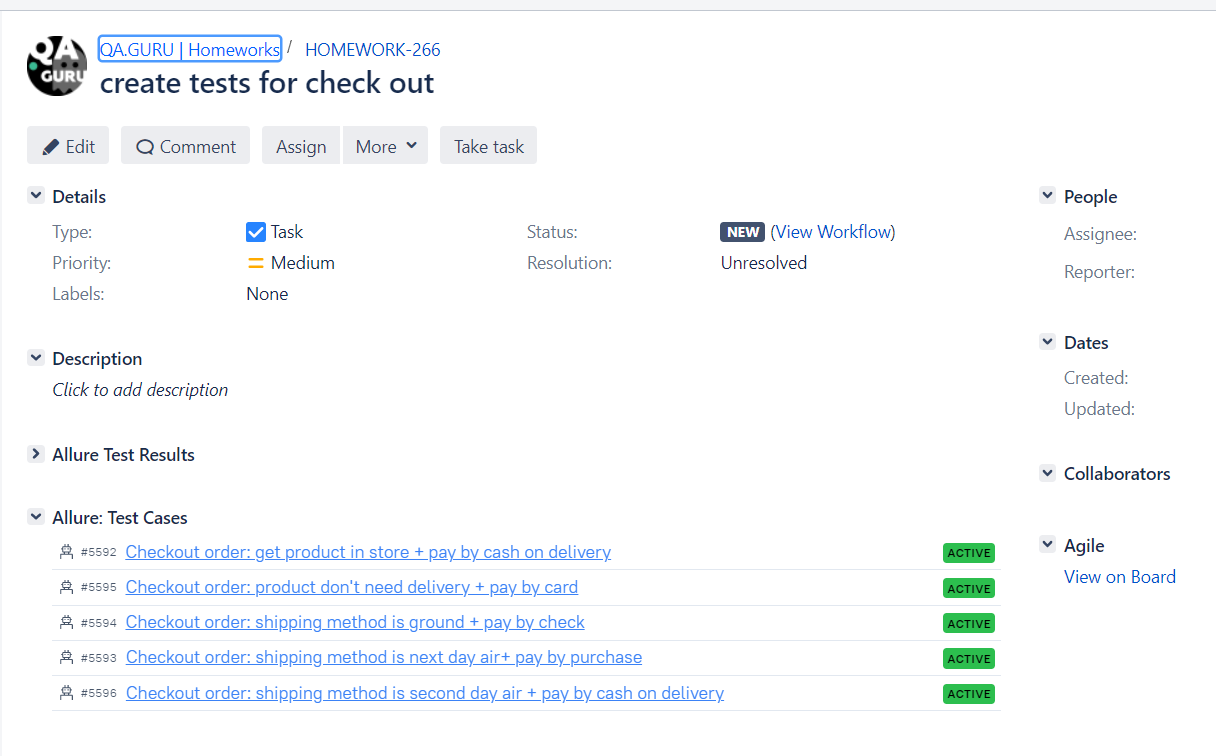 QA GURU
QA.GURU | Homeworks / HOMEWORK-266
create tests for check out
Edit Comment Assign More Take task
Details
Type: Task Status: NEW (View Workflow)
Priority: Medium Resolution: Unresolved
Labels: None
Description
Click to add description
Allure Test Results
Allure: Test Cases
#5592 Checkout order: get product in store + pay by cash on delivery ACTIVE
#5595 Checkout order: product don't need delivery + pay by card ACTIVE
#5594 Checkout order: shipping method is ground + pay by check ACTIVE
#5593 Checkout order: shipping method is next day air+ pay by purchase ACTIVE
#5596 Checkout order: shipping method is second day air + pay by cash on delivery ACTIVE
People
Assignee:
Reporter:
Dates
Created:
Updated:
Collaborators
Agile
View on Board